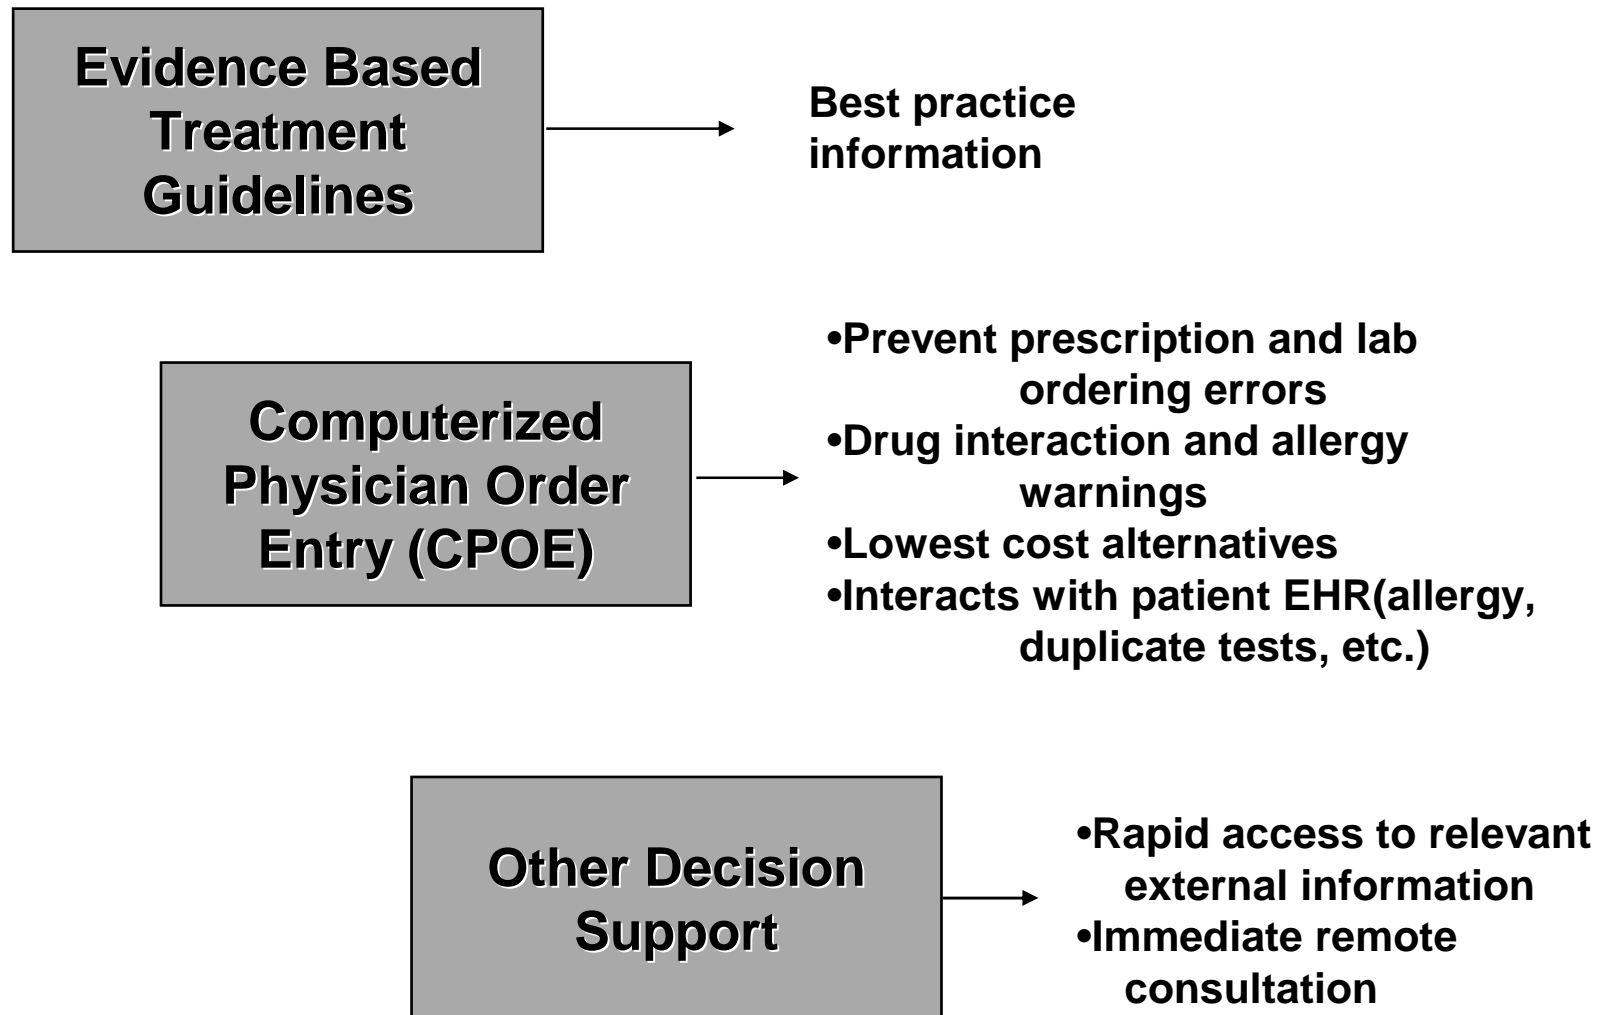 Evidence Based
Treatment
Guidelines
Best practice
information
Computerized
Physician Order
Entry (CPOE)
•Prevent prescription and lab
ordering errors
•Drug interaction and allergy
warnings
•Lowest cost alternatives
•Interacts with patient EHR(allergy,
duplicate tests, etc.)
Other Decision
Support
•Rapid access to relevant
external information
•Immediate remote
consultation